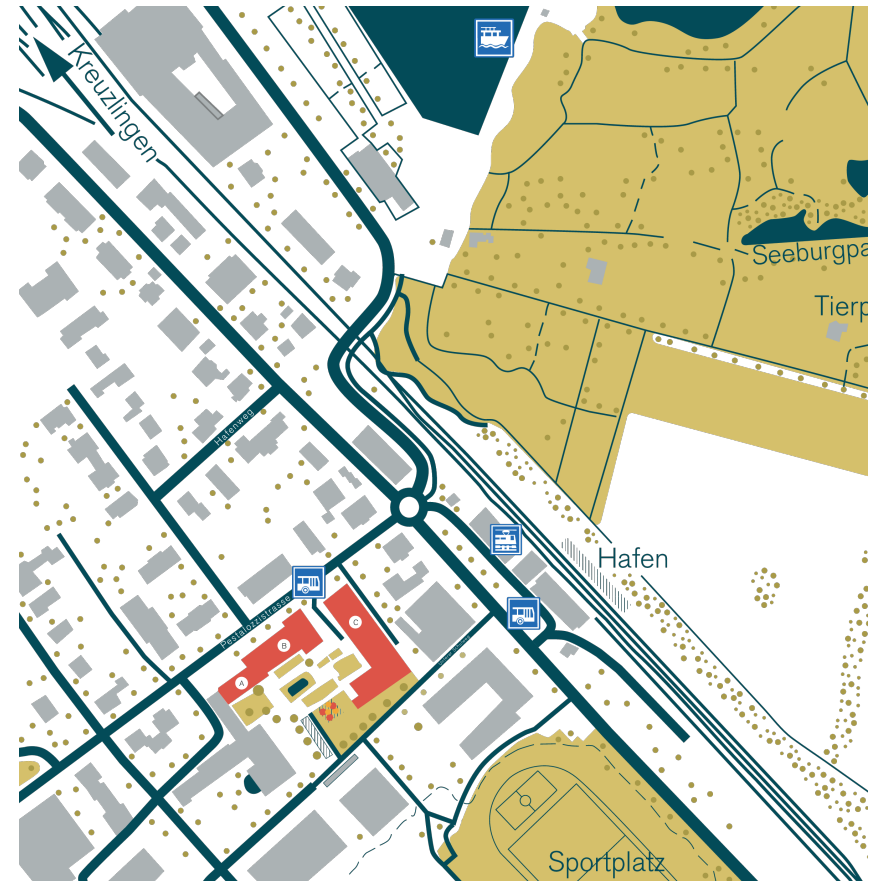 Kreuzlingen
Seeburgpa
Tierp
Hafenweg
Hafen
Pestalozzistrasse
C
B
A
Sportplatz